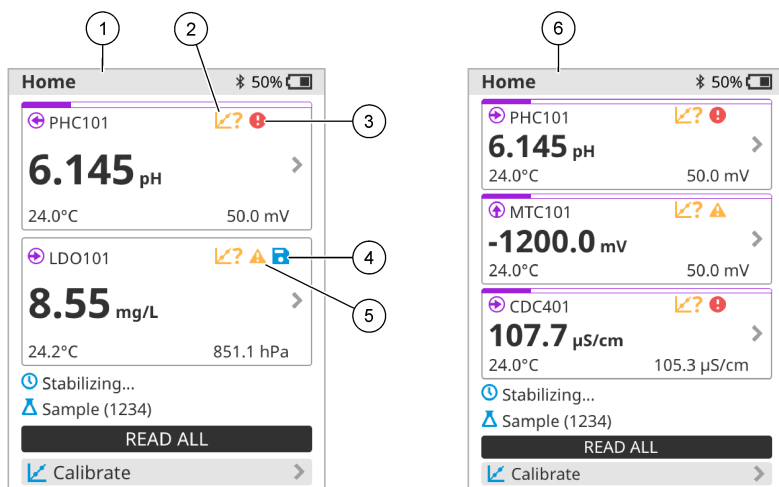 1
2
6
Home 50%
PHC101 ?
3
6.145 pH
24.0°C 50.0 mV
LDO101 ?
4
8.55 mg/L
5
24.2°C 851.1 hPa
Stabilizing...
Sample (1234)
READ ALL
Calibrate
Home 50%
PHC101 ?
6.145 pH
24.0°C 50.0 mV
MTC101 ?
-1200.0 mV
24.0°C 50.0 mV
CDC401 ?
107.7 µS/cm
24.0°C 105.3 µS/cm
Stabilizing...
Sample (1234)
READ ALL
Calibrate